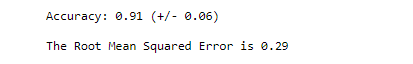 Accuracy: 0.91 (+/- 0.06)
The Root Mean Squared Error is 0.29